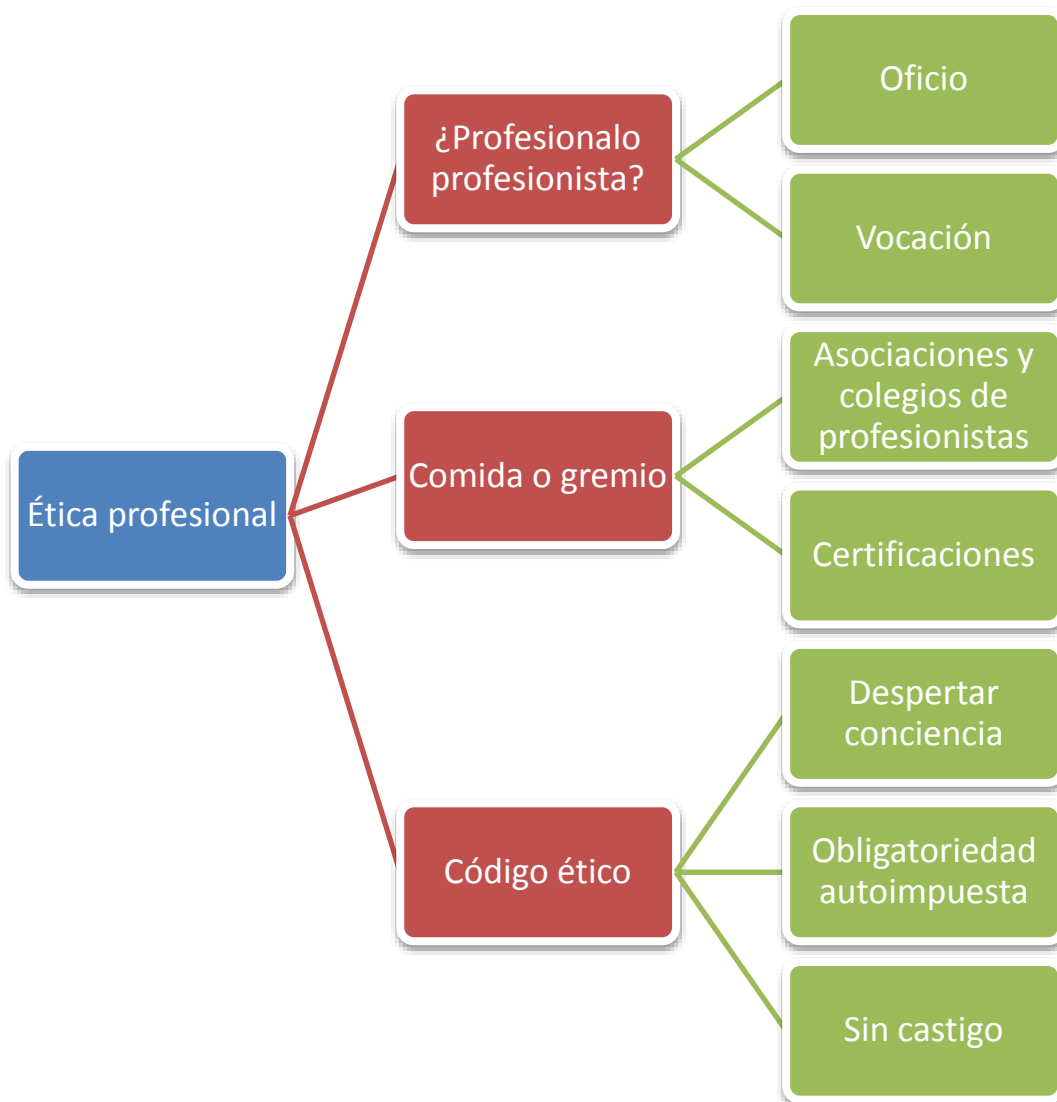 Ética profesional
¿Profesionalo
profesionista?
Oficio
Vocación
Comida o gremio
Asociaciones y
colegios de
profesionistas
Certificaciones
Código ético
Despertar
conciencia
Obligatoriedad
autoimpuesta
Sin castigo